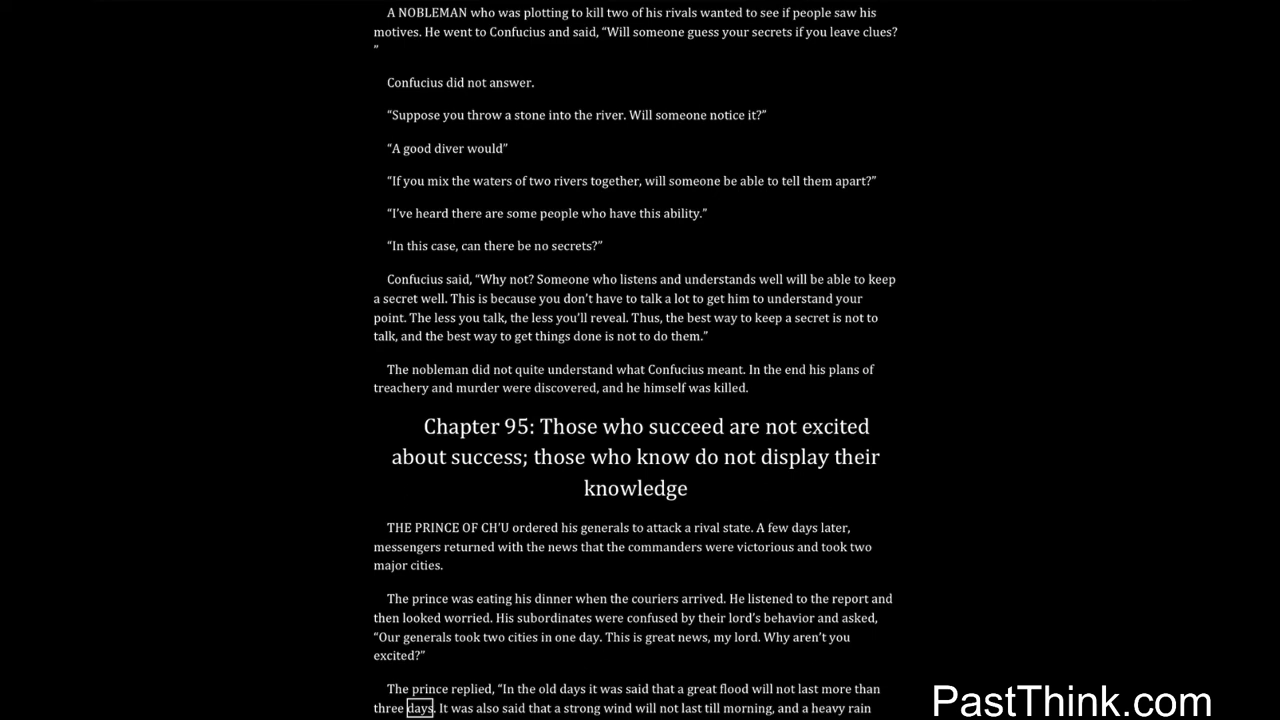 A NOBLEMAN who was plotting to kill two of his rivals wanted to see if people saw his
motives. He went to Confucius and said, “Will someone guess your secrets if you leave clues?
”
Confucius did not answer.
“Suppose you throw a stone into the river. Will someone notice it?”
“A good diver would”
“If you mix the waters of two rivers together, will someone be able to tell them apart?”
“I’ve heard there are some people who have this ability.”
“In this case, can there be no secrets?”
Confucius said, “Why not? Someone who listens and understands well will be able to keep
a secret well. This is because you don’t have to talk a lot to get him to understand your
point. The less you talk, the less you’ll reveal. Thus, the best way to keep a secret is not to
talk, and the best way to get things done is not to do them.”
The nobleman did not quite understand what Confucius meant. In the end his plans of
treachery and murder were discovered, and he himself was killed.
Chapter 95: Those who succeed are not excited
about success; those who know do not display their
knowledge
THE PRINCE OF CH’U ordered his generals to attack a rival state. A few days later,
messengers returned with the news that the commanders were victorious and took two
major cities.
The prince was eating his dinner when the couriers arrived. He listened to the report and
then looked worried. His subordinates were confused by their lord’s behavior and asked,
“Our generals took two cities in one day. This is great news, my lord. Why aren’t you
excited?”
The prince replied, “In the old days it was said that a great flood will not last more than
three days. It was also said that a strong wind will not last till morning, and a heavy rain
PastThink.com